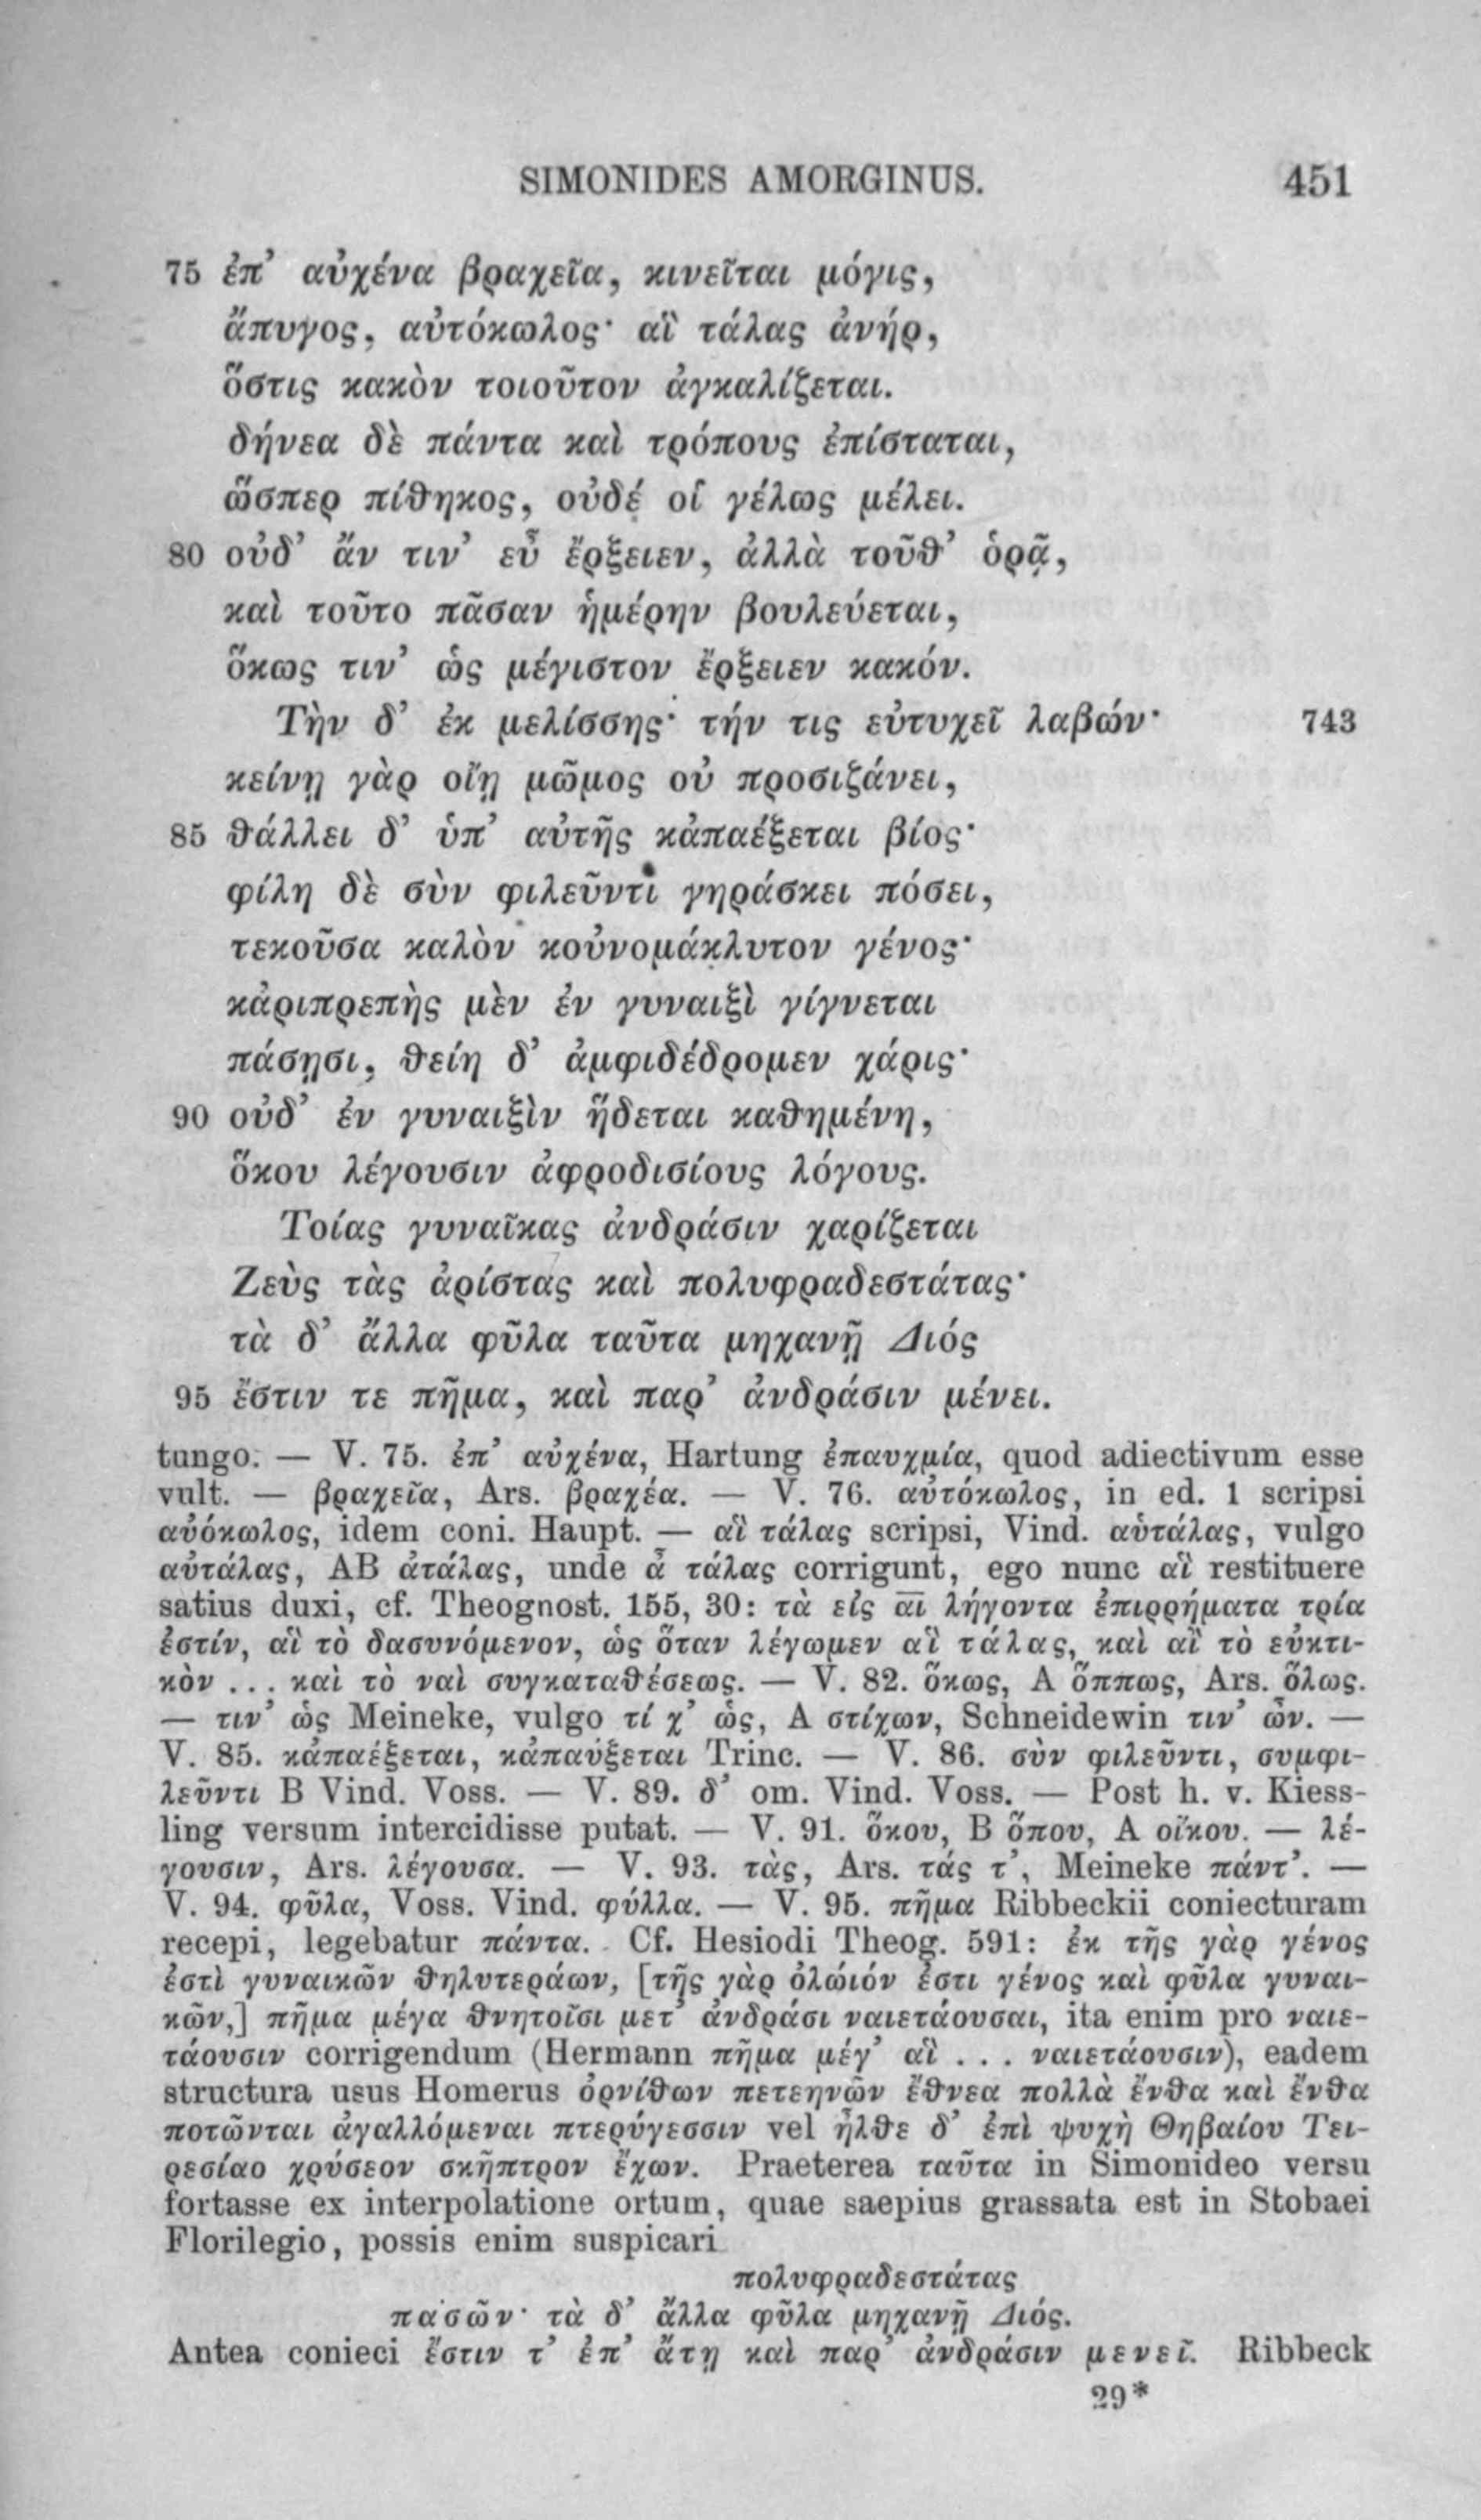 SIMONIDES AMORGINUS. 451
75 ἐπ’ αὐχένα βραχεῖα, κινεῖται μόγις,
ἄπυγος, αὐτόκωλος· αἲ τάλας ἀνήρ,
ὅστις κακὸν τοιοῦτον ἀγκαλίζεται.
δήνεα δὲ πάντα καὶ τρόπους ἐπίσταται,
ὥσπερ πίθηκος, οὐδέ οἱ γέλως μέλει.
80 οὐδ’ ἄν τιν’ εὖ ἔρξειεν, ἀλλὰ τοῦθ’ ὁρᾷ,
καὶ τοῦτο πᾶσαν ἡμέρην βουλεύεται,
ὅκως τιν’ ὡς μέγιστον ἔρξειεν κακόν.
Τὴν δ’ ἐκ μελίσσης· τήν τις εὐτυχεῖ λαβών· 743
κείνῃ γὰρ οἴῃ μῶμος οὐ προσιζάνει,
85 θάλλει δ’ ὑπ’ αὐτῆς κἀπαέξεται βίος·
φίλη δὲ σὺν φιλεῦντι γηράσκει πόσει,
τεκοῦσα καλὸν κοὐνομάκλυτον γένος·
κἀριπρεπὴς μὲν ἐν γυναιξὶ γίγνεται
πάσῃσι, θείη δ’ ἀμφιδέδρομεν χάρις·
90 οὐδ’ ἐν γυναιξὶν ἥδεται καθημένη,
ὅκου λέγουσιν ἀφροδισίους λόγους.
Τοίας γυναῖκας ἀνδράσιν χαρίζεται
Ζεὺς τὰς ἀρίστας καὶ πολυφραδεστάτας·
τὰ δ’ ἄλλα φῦλα ταῦτα μηχανῇ Διός
95 ἔστιν τε πῆμα, καὶ παρ’ ἀνδράσιν μένει.
tungo. — V. 75. ἐπ’ αὐχένα, Hartung ἐπαυχμία, quod adiectivum esse
vult. — βραχεῖα, Ars. βραχέα. — V. 76. αὐτόκωλος, in ed. 1 scripsi
αὐόκωλος, idem coni. Haupt. — αἲ τάλας scripsi, Vind. αὑτάλας, vulgo
αὐτάλας, AB ἀτάλας, unde ἆ τάλας corrigunt, ego nunc αἲ restituere
satius duxi, cf. Theognost. 155, 30: τὰ εἰς αι λήγοντα ἐπιρρήματα τρία
ἐστίν, αἲ τὸ δασυνόμενον, ὡς ὅταν λέγωμεν αἲ τάλας, καὶ αἲ τὸ εὐκτι-
κὸν ... καὶ τὸ ναὶ συγκαταθέσεως. — V. 82. ὅκως, A ὅππως, Ars. ὅλως.
— τιν’ ὡς Meineke, vulgo τί χ’ ὡς, A στίχων, Schneidewin τιν’ ὧν. —
V. 85. κἀπαέξεται, κἀπαύξεται Trinc. — V. 86. σὺν φιλεῦντι, συμφι-
λεῦντι B Vind. Voss. — V. 89. δ’ om. Vind. Voss. — Post h. v. Kiess-
ling versum intercidisse putat. — V. 91. ὅκου, B ὅπου, A οἴκου. — λέ-
γουσιν, Ars. λέγουσα. — V. 93. τὰς, Ars. τάς τ’, Meineke πάντ’. —
V. 94. φῦλα, Voss. Vind. φύλλα. — V. 95. πῆμα Ribbeckii coniecturam
recepi, legebatur πάντα. Cf. Hesiodi Theog. 591: ἐκ τῆς γὰρ γένος
ἐστὶ γυναικῶν θηλυτεράων, [τῆς γὰρ ὀλώιόν ἐστι γένος καὶ φῦλα γυναι-
κῶν,] πῆμα μέγα θνητοῖσι μετ’ ἀνδράσι ναιετάουσαι, ita enim pro ναιε-
τάουσιν corrigendum (Hermann πῆμα μέγ’ αἲ ... ναιετάουσιν), eadem
structura usus Homerus ὀρνίθων πετεηνῶν ἔθνεα πολλὰ ἔνθα καὶ ἔνθα
ποτῶνται ἀγαλλόμεναι πτερύγεσσιν vel ἦλθε δ’ ἐπὶ ψυχὴ Θηβαίου Τει-
ρεσίαο χρύσεον σκῆπτρον ἔχων. Praeterea ταῦτα in Simonideo versu
fortasse ex interpolatione ortum, quae saepius grassata est in Stobaei
Florilegio, possis enim suspicari
πολυφραδεστάτας
πασῶν· τὰ δ’ ἄλλα φῦλα μηχανῇ Διός.
Antea conieci ἔστιν τ’ ἐπ’ ἄτῃ καὶ παρ’ ἀνδράσιν μενεῖ. Ribbeck
29*